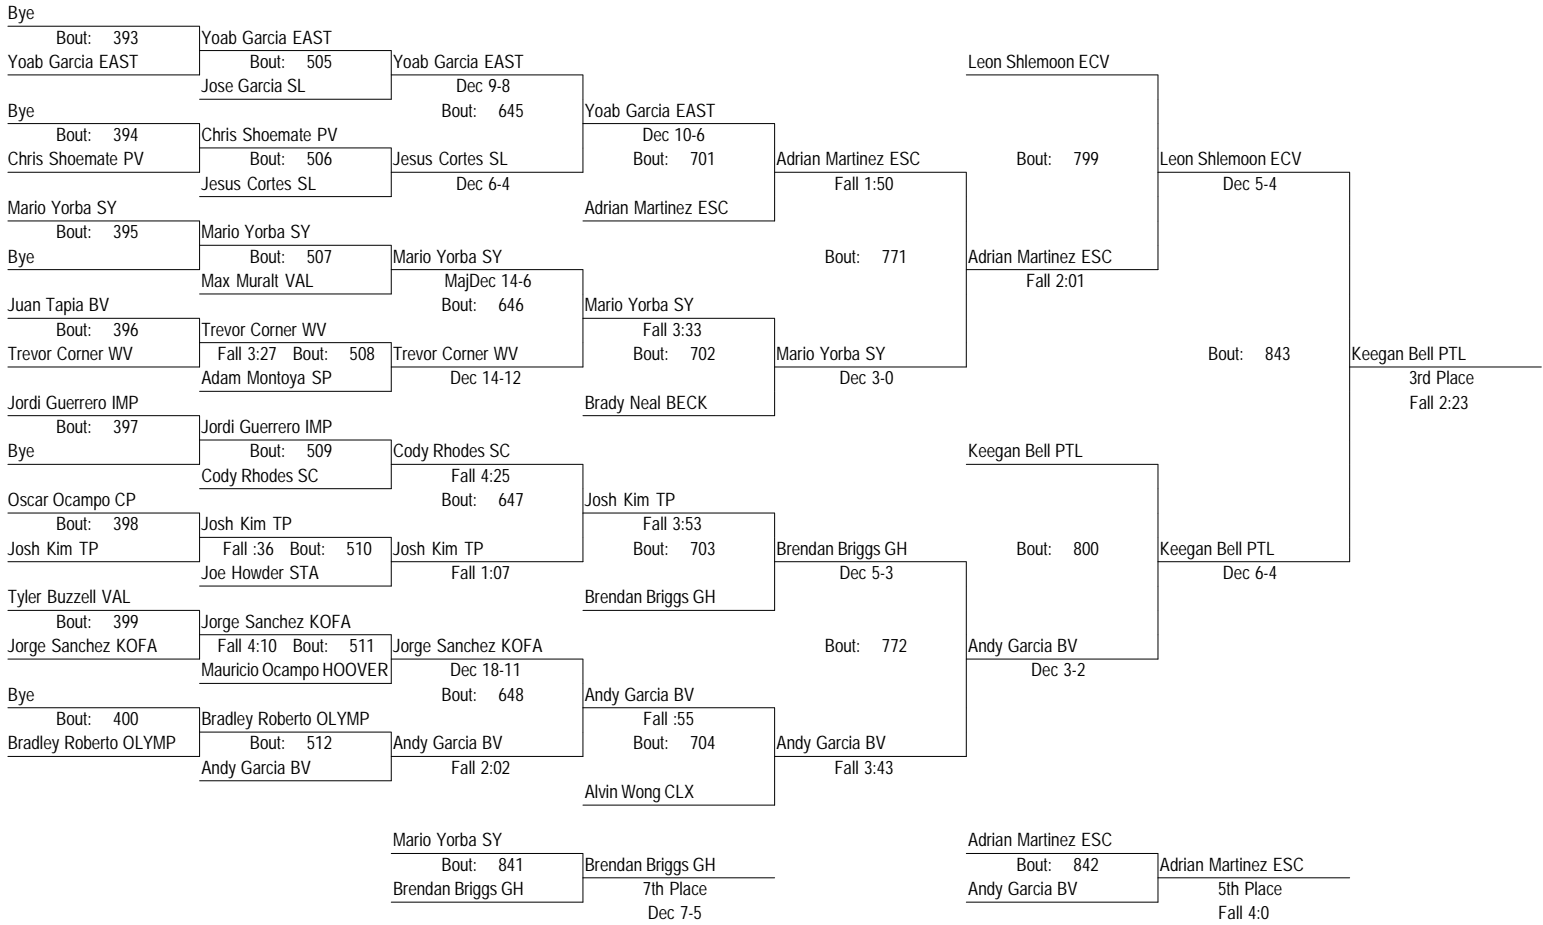 Bye
Bout: 393 Yoab Garcia EAST
Yoab Garcia EAST Bout: 505 Yoab Garcia EAST Leon Shlemoon ECV
Jose Garcia SL Dec 9-8
Bye Bout: 645 Yoab Garcia EAST
Bout: 394 Chris Shoemate PV Dec 10-6
Chris Shoemate PV Bout: 506 Jesus Cortes SL Bout: 701 Adrian Martinez ESC Bout: 799 Leon Shlemoon ECV
Jesus Cortes SL Dec 6-4 Fall 1:50 Dec 5-4
Mario Yorba SY Adrian Martinez ESC
Bout: 395 Mario Yorba SY
Bye Bout: 507 Mario Yorba SY Bout: 771 Adrian Martinez ESC
Max Muralt VAL MajDec 14-6 Fall 2:01
Juan Tapia BV Bout: 646 Mario Yorba SY
Bout: 396 Trevor Corner WV Fall 3:33
Trevor Corner WV Fall 3:27 Bout: 508 Trevor Corner WV Bout: 702 Mario Yorba SY Bout: 843 Keegan Bell PTL
Adam Montoya SP Dec 14-12 Dec 3-0 3rd Place
Jordi Guerrero IMP Brady Neal BECK Fall 2:23
Bout: 397 Jordi Guerrero IMP
Bye Bout: 509 Cody Rhodes SC Keegan Bell PTL
Cody Rhodes SC Fall 4:25
Oscar Ocampo CP Bout: 647 Josh Kim TP
Bout: 398 Josh Kim TP Fall 3:53
Josh Kim TP Fall :36 Bout: 510 Josh Kim TP Bout: 703 Brendan Briggs GH Bout: 800 Keegan Bell PTL
Joe Howder STA Fall 1:07 Dec 5-3 Dec 6-4
Tyler Buzzell VAL Brendan Briggs GH
Bout: 399 Jorge Sanchez KOFA
Jorge Sanchez KOFA Fall 4:10 Bout: 511 Jorge Sanchez KOFA Bout: 772 Andy Garcia BV
Mauricio Ocampo HOOVER Dec 18-11 Dec 3-2
Bye Bout: 648 Andy Garcia BV
Bout: 400 Bradley Roberto OLYMP Fall :55
Bradley Roberto OLYMP Bout: 512 Andy Garcia BV Bout: 704 Andy Garcia BV
Andy Garcia BV Fall 2:02 Fall 3:43
Alvin Wong CLX
Mario Yorba SY Adrian Martinez ESC
Bout: 841 Brendan Briggs GH Bout: 842 Adrian Martinez ESC
Brendan Briggs GH 7th Place Andy Garcia BV 5th Place
Dec 7-5 Fall 4:0